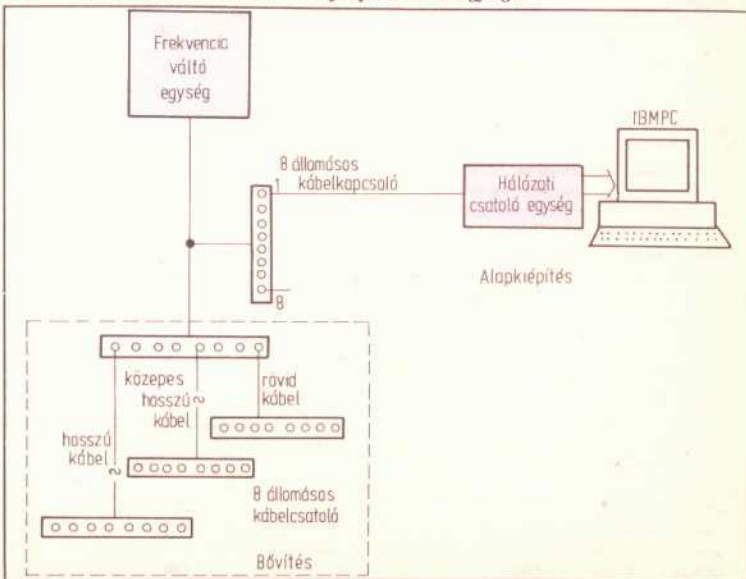 Frekvencia
váltó
egység
8 állomásos
kábelkapcsoló
1
8
Hálózati
csatoló egység
IBMPC
Alapkiépítés
közepes
hosszú
kábel
rövid
kábel
hosszú
kábel
8 állomásos
kábelcsatoló
Bővítés